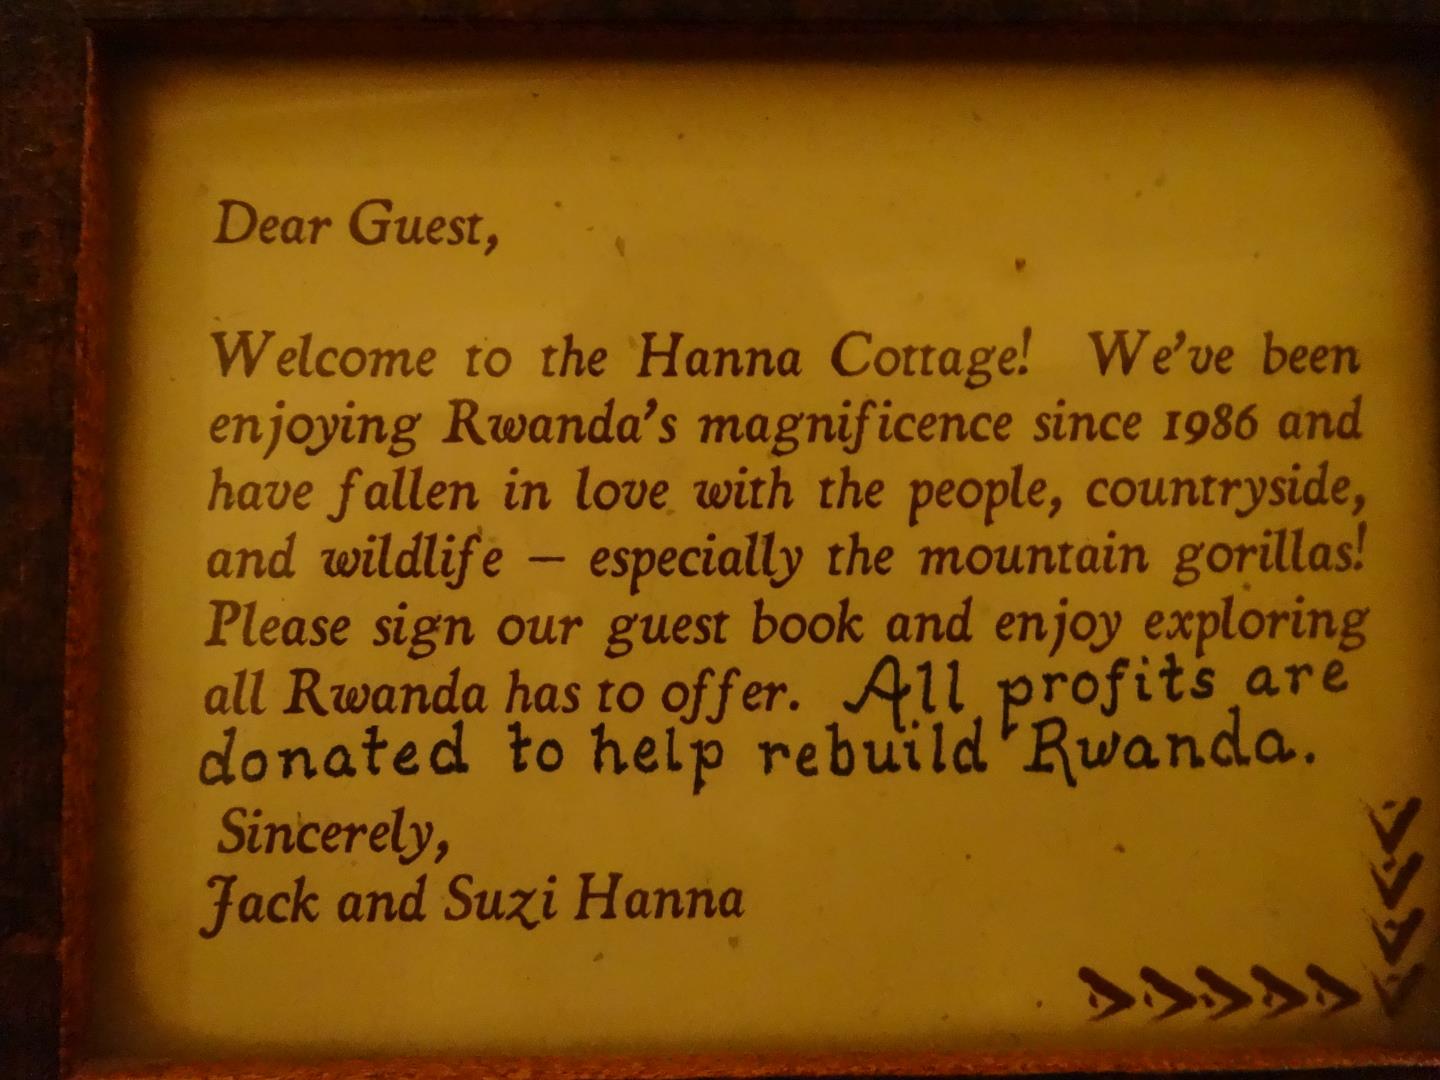 Dear Guest,
Welcome to the Hanna Cottage! We've been
enjoying Rwanda's magnificence since 1986 and
have fallen in love with the people, countryside,
and wildlife – especially the mountain gorillas!
Please sign our guest book and enjoy exploring
all Rwanda has to offer. All profits are
donated to help rebuild Rwanda.
Sincerely,
Jack and Suzi Hanna